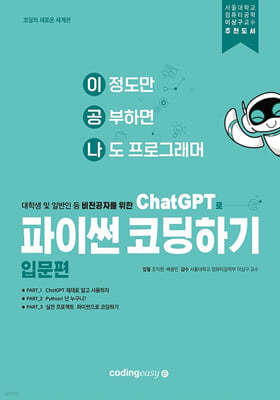 코딩의 새로운 세계관
서울대학교
컴퓨터공학
이상구교수
추천도서
이 정도만
공 부하면
나 도 프로그래머
대학생 및 일반인 등 비전공자를 위한 ChatGPT로
파이썬 코딩하기
입문편
집필 조익현·배영민 감수 서울대학교 컴퓨터공학부 이상구 교수
PART_1 ChatGPT 제대로 알고 사용하자
PART_2 Python! 넌 누구니?
PART_3 실전 프로젝트 파이썬으로 코딩하기
codingeasy